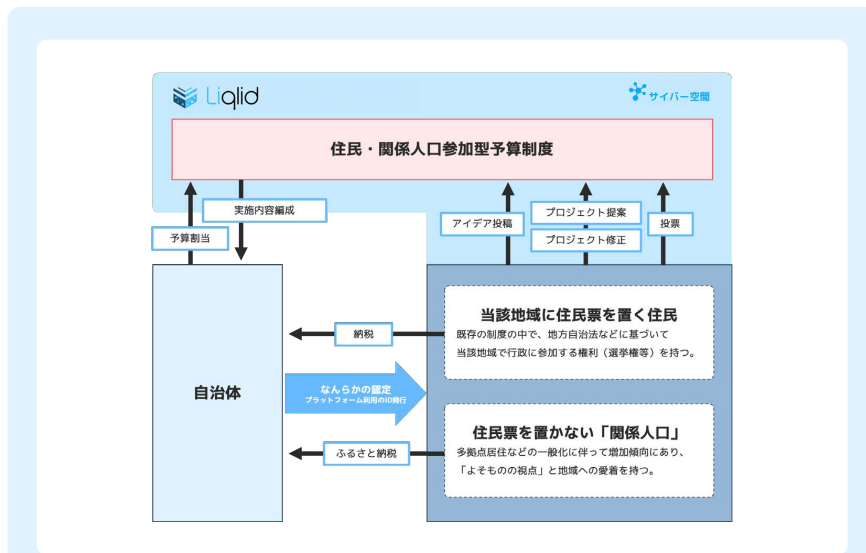 Liqlid
サイバー空間
住民・関係人口参加型予算制度
実施内容編成
予算割当
アイデア投稿
プロジェクト提案
プロジェクト修正
投票
自治体
納税
なんらかの認定
プラットフォーム利用のID発行
ふるさと納税
当該地域に住民票を置く住民
既存の制度の中で、地方自治法などに基づいて
当該地域で行政に参加する権利（選挙権等）を持つ。
住民票を置かない「関係人口」
多拠点居住などの一般化に伴って増加傾向にあり、
「よそものの視点」と地域への愛着を持つ。